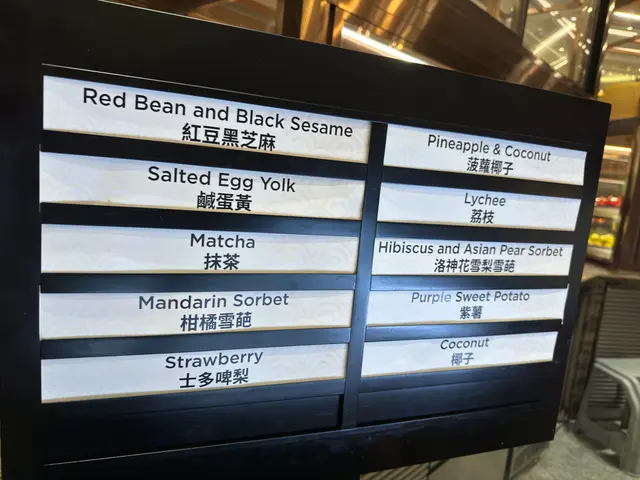 Red Bean and Black Sesame
紅豆黑芝麻
Salted Egg Yolk
鹹蛋黃
Matcha
抹茶
Mandarin Sorbet
柑橘雪葩
Strawberry
士多啤梨
Pineapple & Coconut
菠蘿椰子
Lychee
荔枝
Hibiscus and Asian Pear Sorbet
洛神花雪梨雪葩
Purple Sweet Potato
紫薯
Coconut
椰子